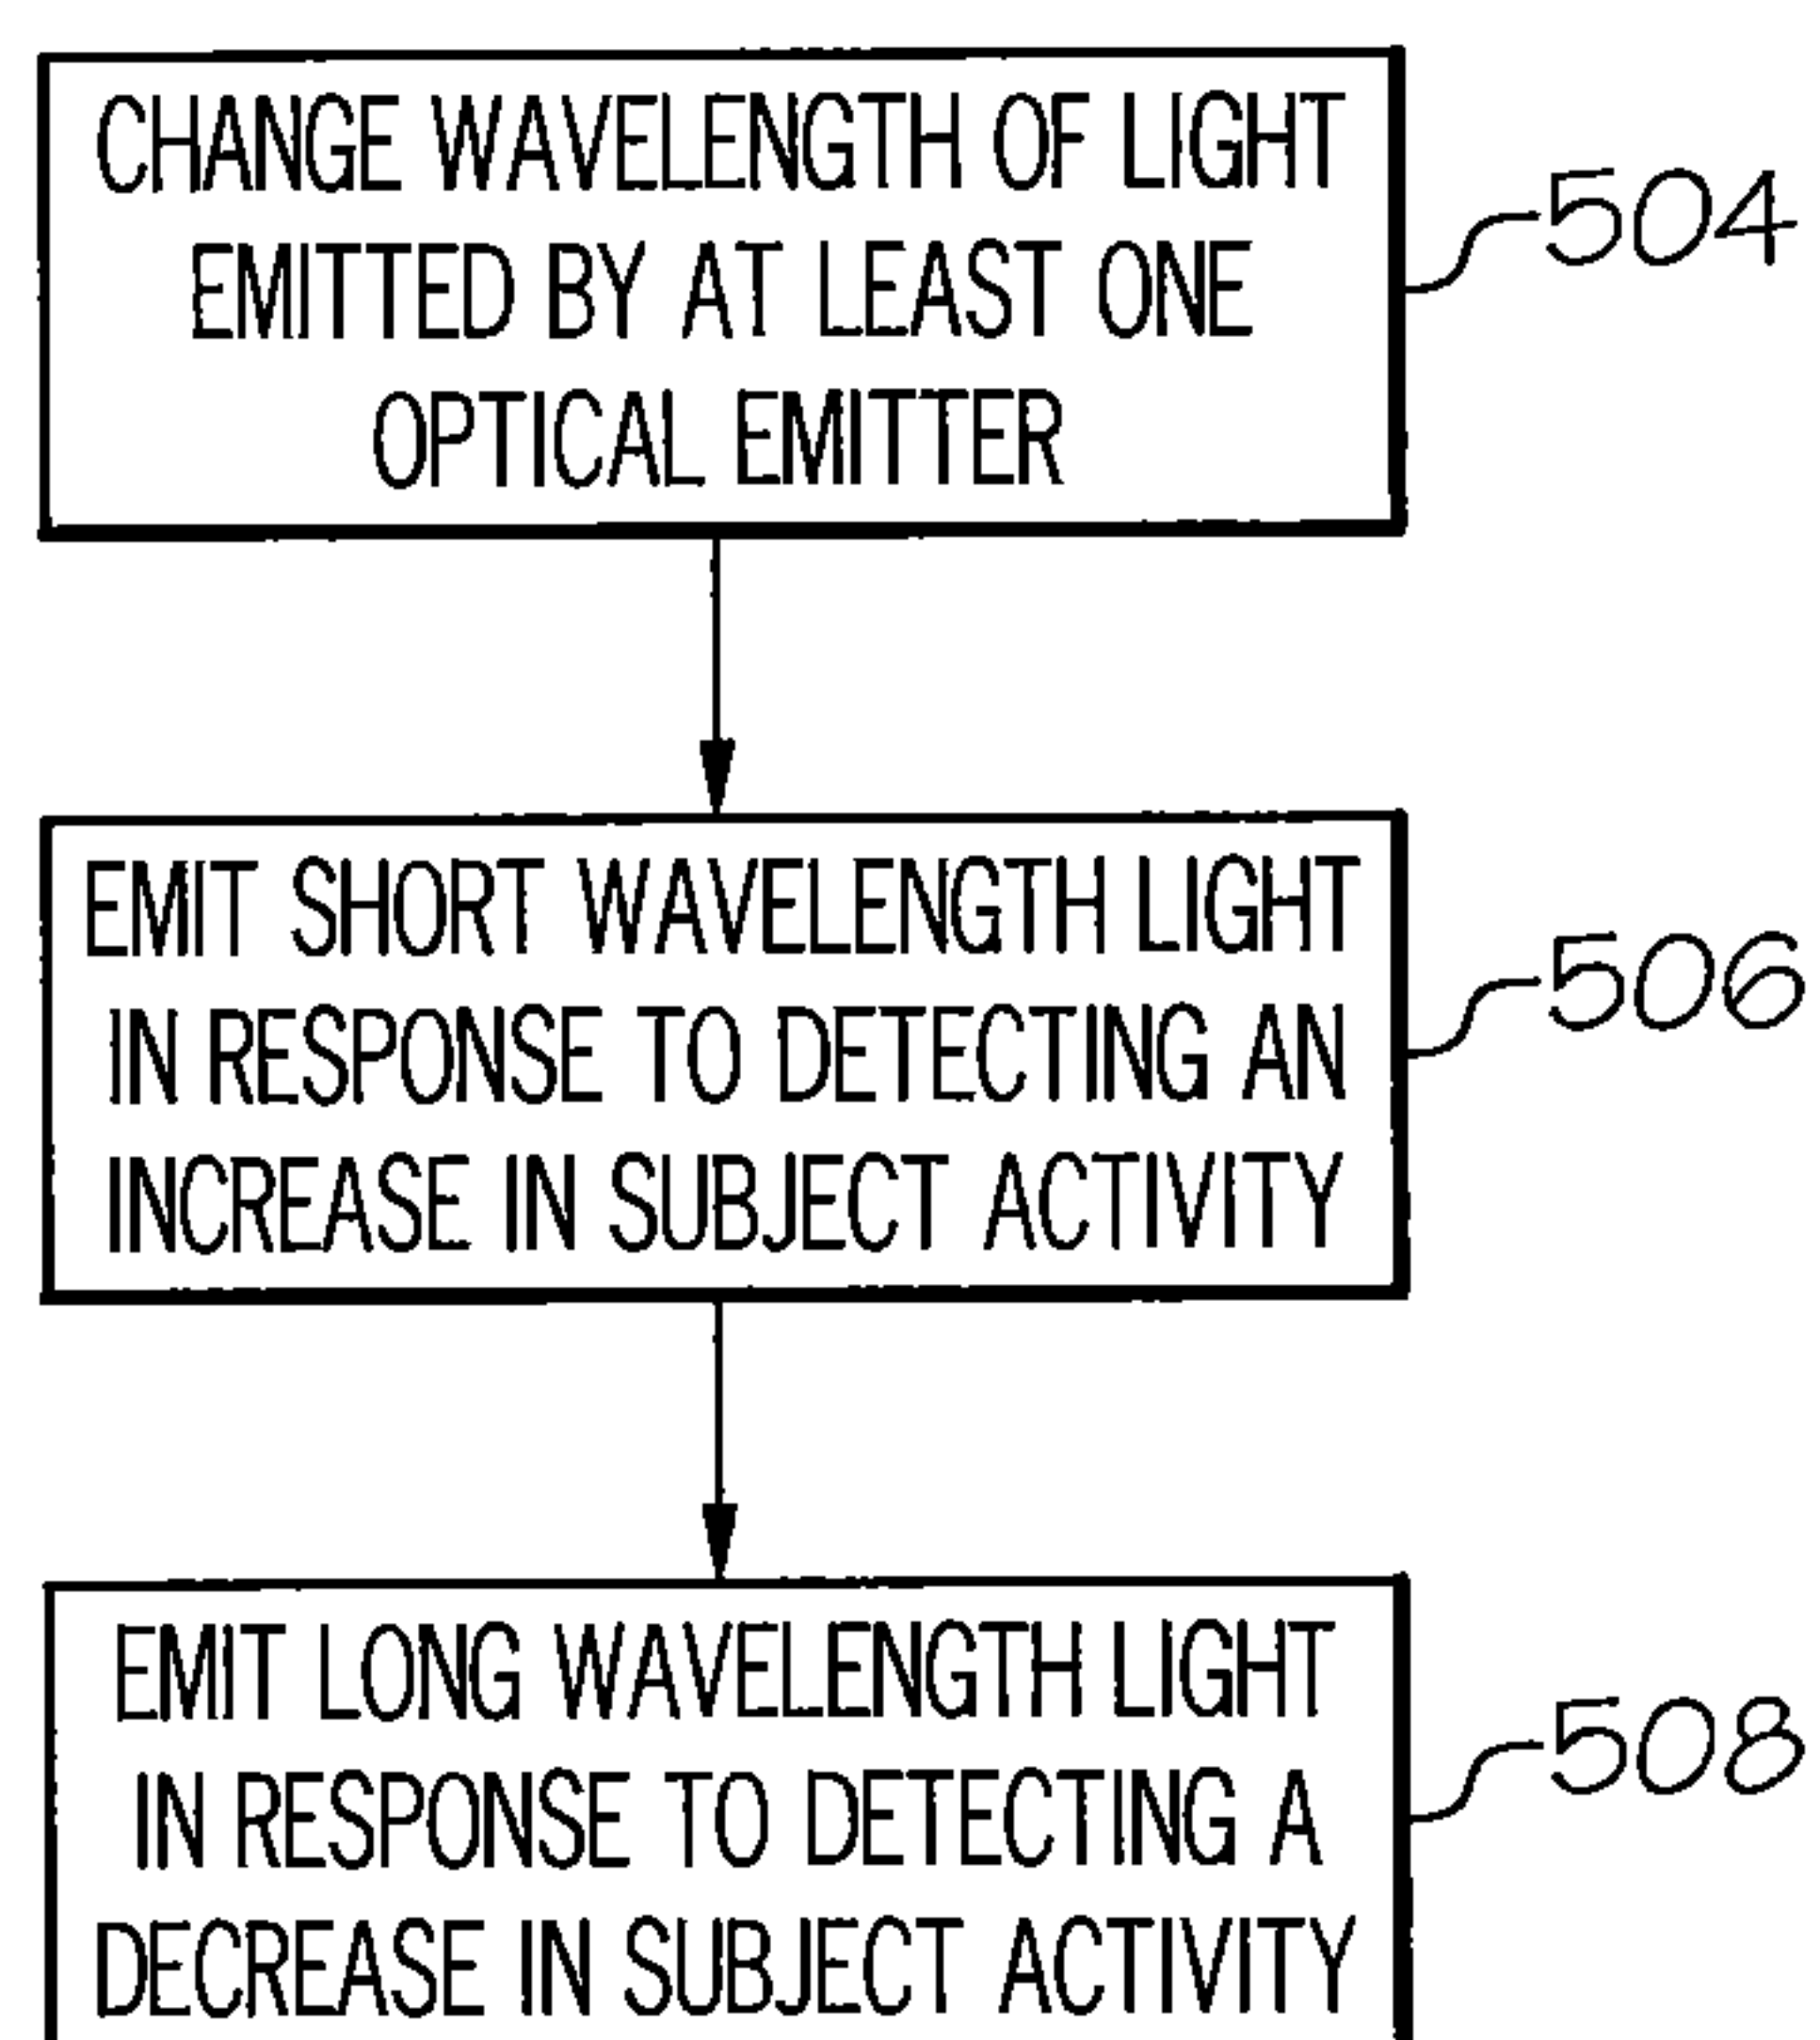 CHANGE WAVELENGTH OF LIGHT
EMITTED BY AT LEAST ONE
OPTICAL EMITTER
504
EMIT SHORT WAVELENGTH LIGHT
IN RESPONSE TO DETECTING AN
INCREASE IN SUBJECT ACTIVITY
506
EMIT LONG WAVELENGTH LIGHT
IN RESPONSE TO DETECTING A
DECREASE IN SUBJECT ACTIVITY
508